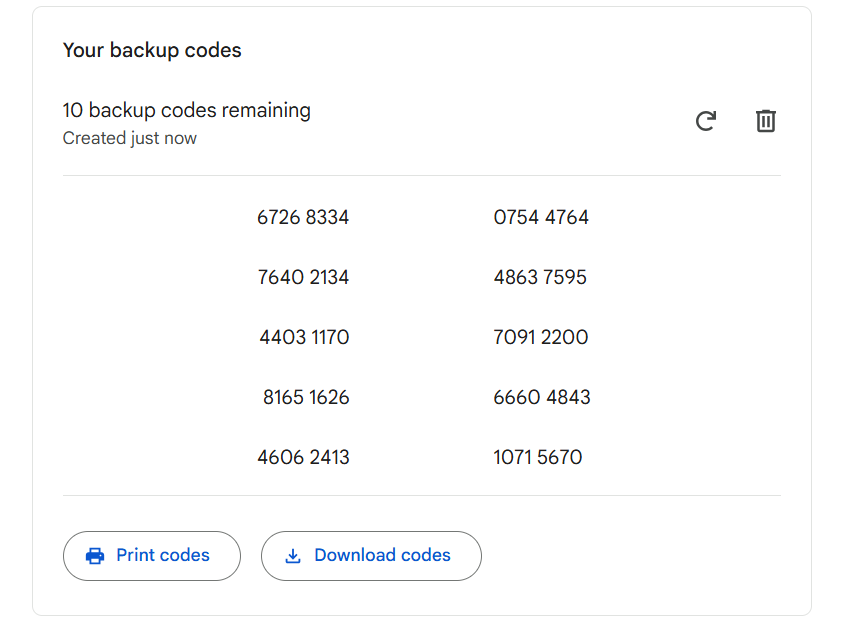 Your backup codes
10 backup codes remaining
Created just now
6726 8334 0754 4764
7640 2134 4863 7595
4403 1170 7091 2200
8165 1626 6660 4843
4606 2413 1071 5670
Print codes Download codes